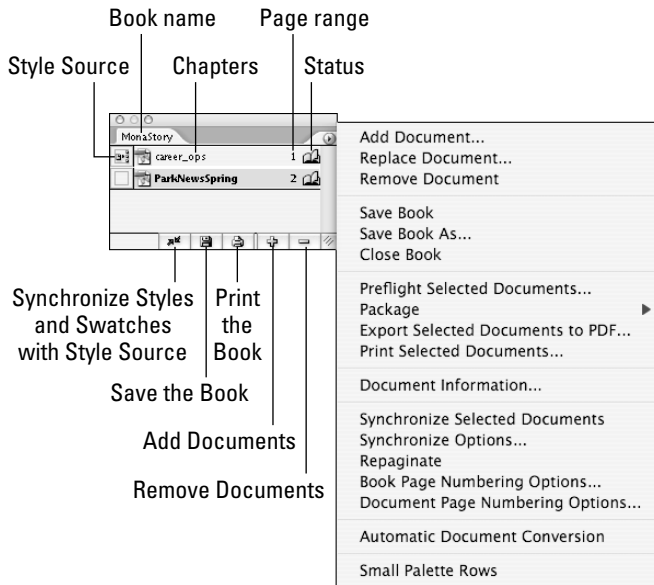 Book name
Page range
Style Source
Chapters
Status
MonaStory
career_ops 1
ParkNewsSpring 2
Synchronize Styles
and Swatches
with Style Source
Print
the
Book
Save the Book
Add Documents
Remove Documents
Add Document...
Replace Document...
Remove Document
Save Book
Save Book As...
Close Book
Preflight Selected Documents...
Package
Export Selected Documents to PDF...
Print Selected Documents...
Document Information...
Synchronize Selected Documents
Synchronize Options...
Repaginate
Book Page Numbering Options...
Document Page Numbering Options...
Automatic Document Conversion
Small Palette Rows